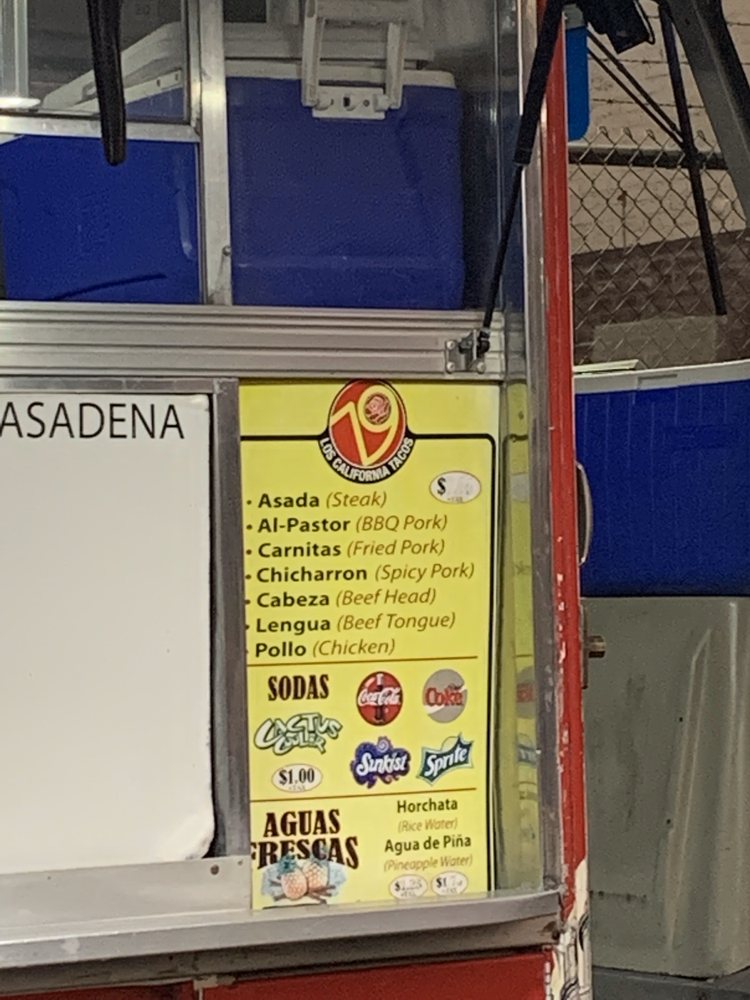 ASADENA
79
LOS CALIFORNIA TACOS
$
• Asada (Steak)
• Al-Pastor (BBQ Pork)
• Carnitas (Fried Pork)
• Chicharron (Spicy Pork)
• Cabeza (Beef Head)
• Lengua (Beef Tongue)
• Pollo (Chicken)
SODAS
Coca-Cola
Coke
CACTUS
COOLER
Sunkist
Sprite
$1.00
AGUAS
FRESCAS
Horchata
(Rice Water)
Agua de Piña
(Pineapple Water)
$1.25